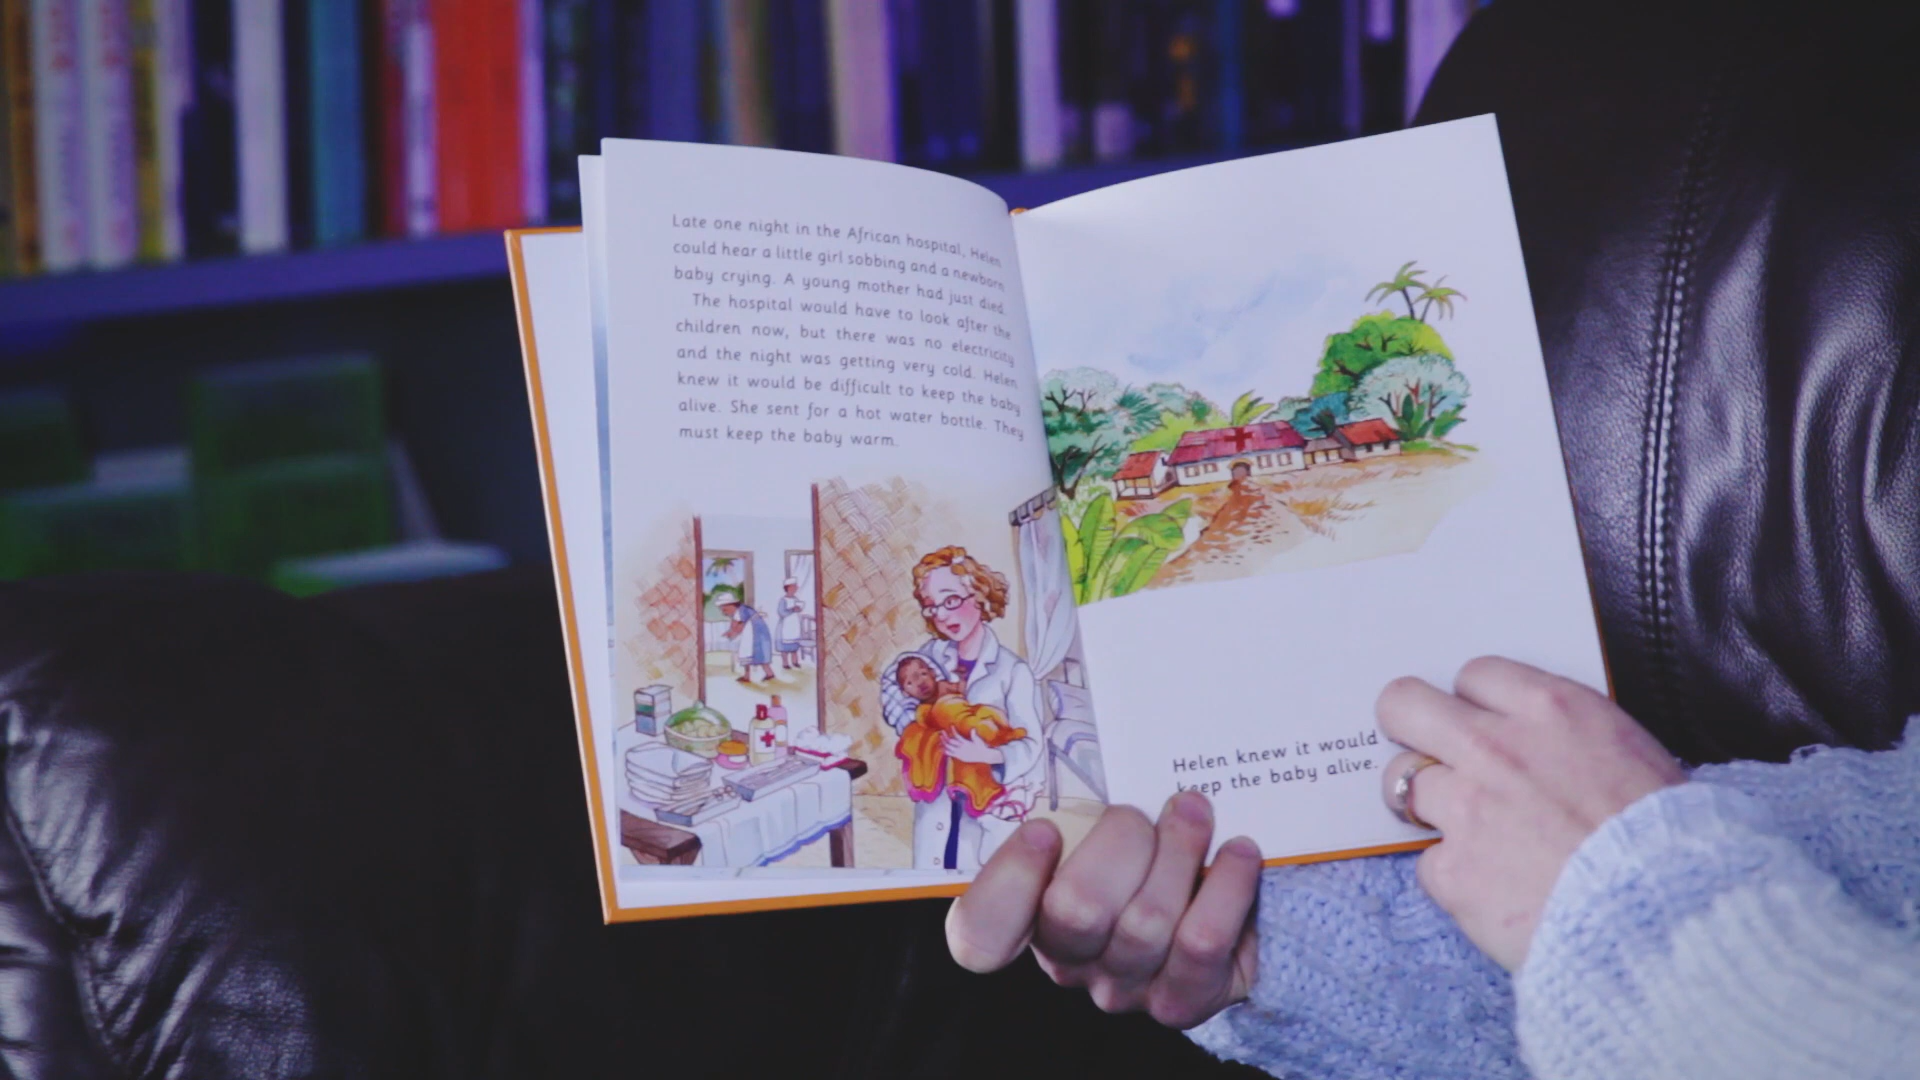 Late one night in the African hospital, Helen
could hear a little girl sobbing and a newborn
baby crying. A young mother had just died.
The hospital would have to look after the
children now, but there was no electricity
and the night was getting very cold. Helen
knew it would be difficult to keep the baby
alive. She sent for a hot water bottle. They
must keep the baby warm.
Helen knew it would
keep the baby alive.